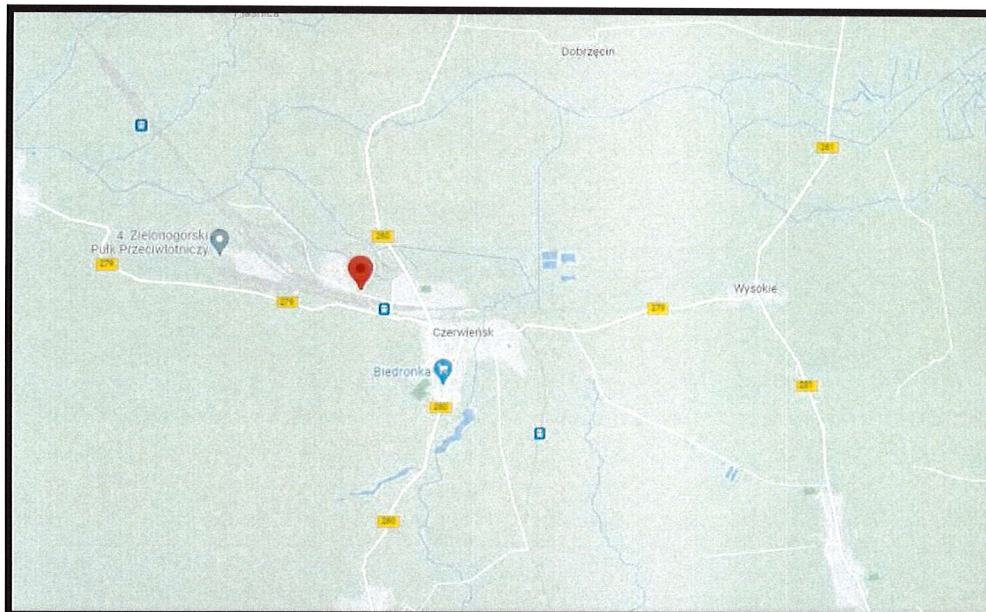 Dobrzęcin
281
4. Zielonogórski
Pułk Przeciwlotniczy
280
279
279
279
Wysokie
Czerwieńsk
Biedronka
281
280
280